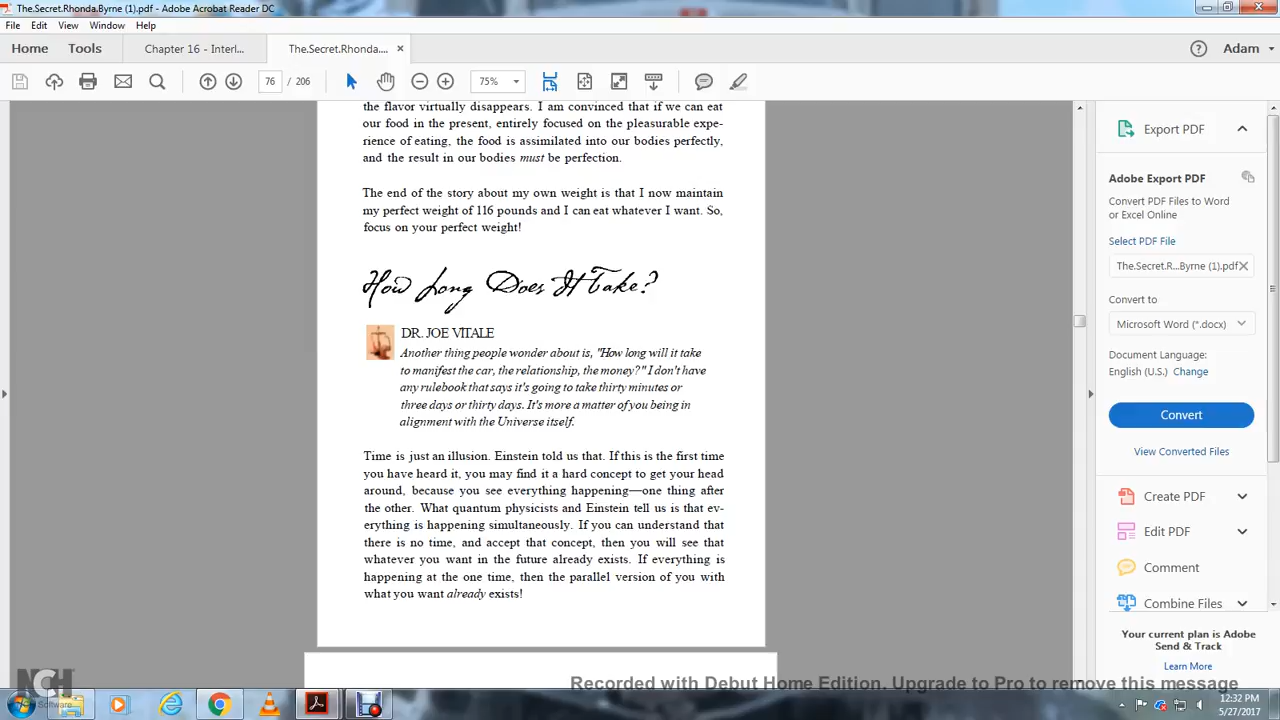 The.Secret.Rhonda.Byrne (1).pdf - Adobe Acrobat Reader DC
File Edit View Window Help
Home Tools Chapter 16 - Interl... The.Secret.Rhonda.... × Adam
76 / 206 75%
the flavor virtually disappears. I am convinced that if we can eat
our food in the present, entirely focused on the pleasurable expe-
rience of eating, the food is assimilated into our bodies perfectly,
and the result in our bodies must be perfection.
The end of the story about my own weight is that I now maintain
my perfect weight of 116 pounds and I can eat whatever I want. So,
focus on your perfect weight!
How Long Does It Take?
DR. JOE VITALE
Another thing people wonder about is, "How long will it take
to manifest the car, the relationship, the money?" I don't have
any rulebook that says it's going to take thirty minutes or
three days or thirty days. It's more a matter of you being in
alignment with the Universe itself.
Time is just an illusion. Einstein told us that. If this is the first time
you have heard it, you may find it a hard concept to get your head
around, because you see everything happening—one thing after
the other. What quantum physicists and Einstein tell us is that ev-
erything is happening simultaneously. If you can understand that
there is no time, and accept that concept, then you will see that
whatever you want in the future already exists. If everything is
happening at the one time, then the parallel version of you with
what you want already exists!
Export PDF
Adobe Export PDF
Convert PDF Files to Word
or Excel Online
Select PDF File
The.Secret.R...Byrne (1).pdf ×
Convert to
Microsoft Word (*.docx)
Document Language:
English (U.S.) Change
Convert
View Converted Files
Create PDF
Edit PDF
Comment
Combine Files
Your current plan is Adobe
Send & Track
Learn More
NCH
Software
Recorded with Debut Home Edition. Upgrade to Pro to remove this message
12:32 PM
5/27/2017